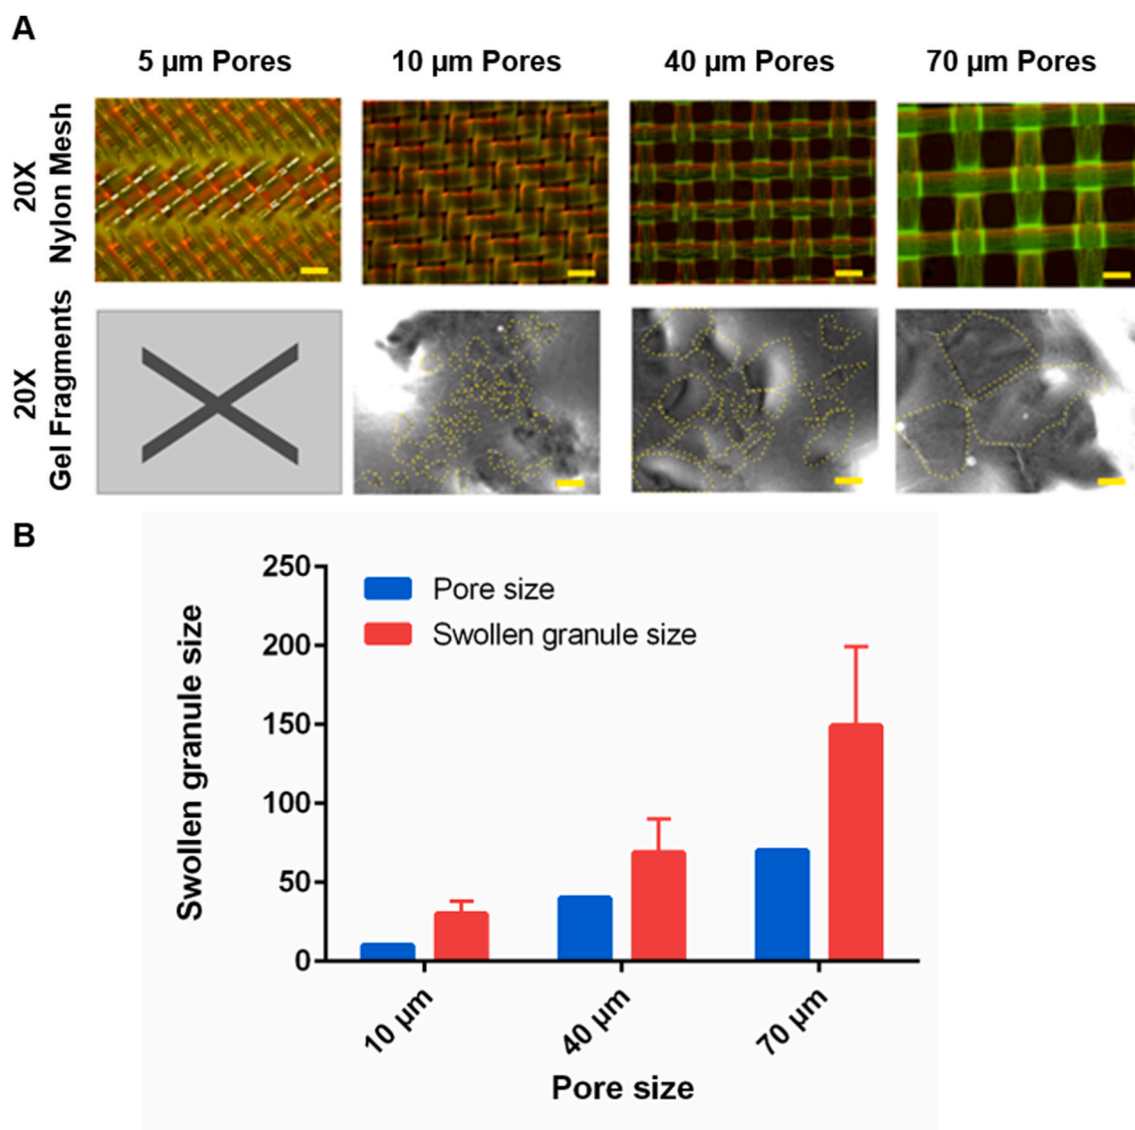 A
5 µm Pores 10 µm Pores 40 µm Pores 70 µm Pores
20X
Nylon Mesh
20X
Gel Fragments
B
Swollen granule size
250
200
150
100
50
0
Pore size
Swollen granule size
10 µm 40 µm 70 µm
Pore size